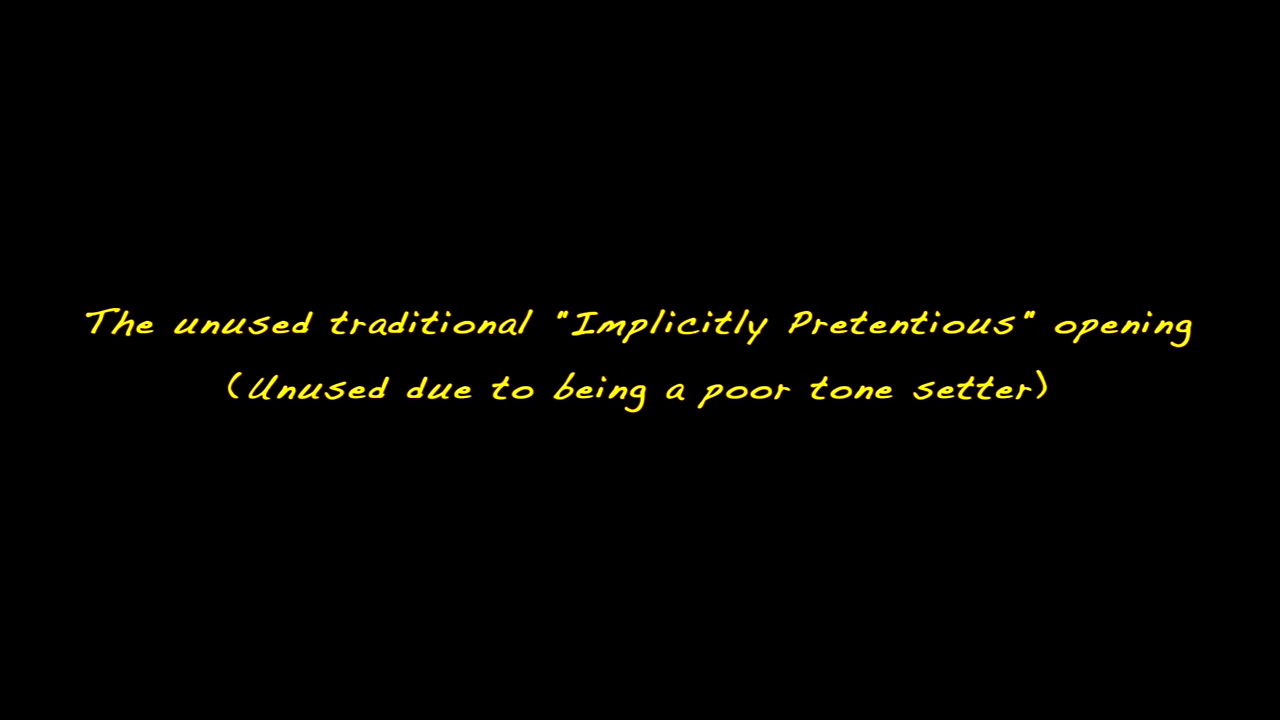 The unused traditional "Implicitly Pretentious" opening
(Unused due to being a poor tone setter)